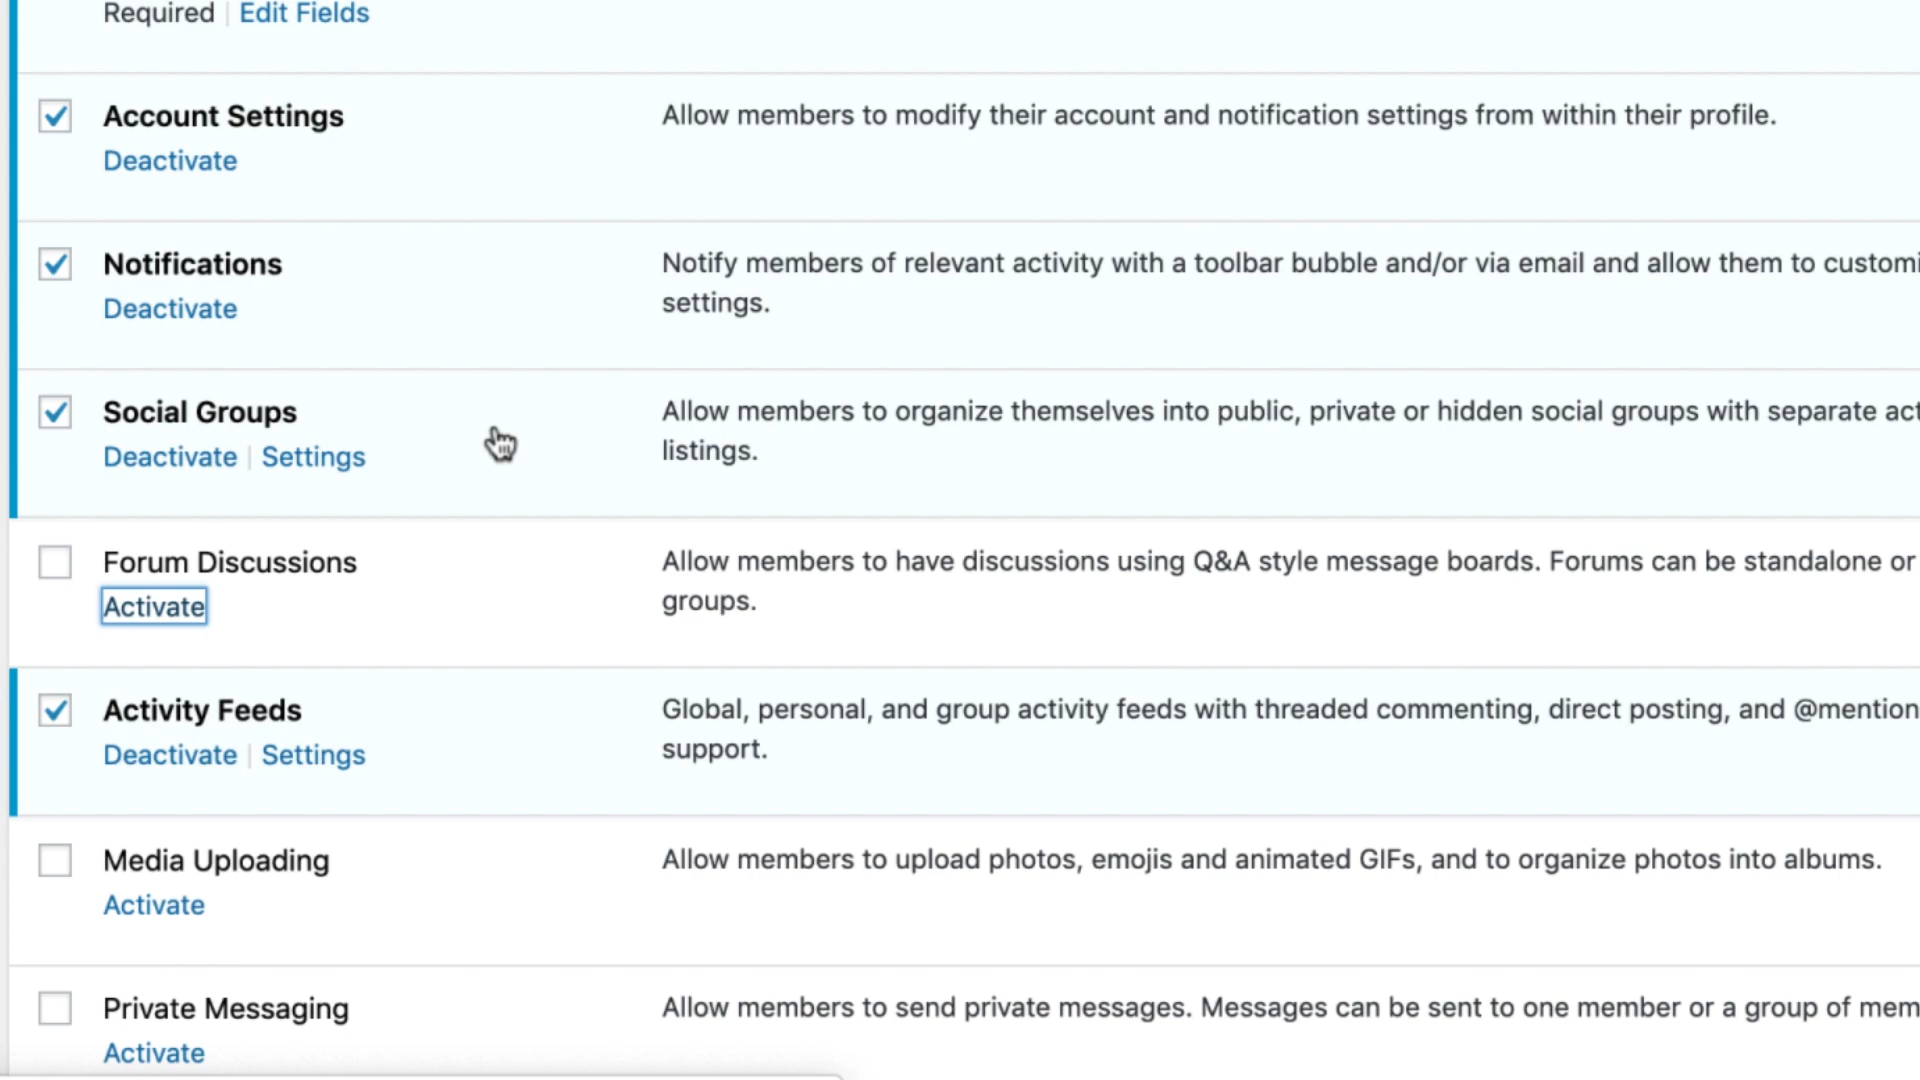 Required | Edit Fields
Account Settings
Allow members to modify their account and notification settings from within their profile.
Deactivate
Notifications
Notify members of relevant activity with a toolbar bubble and/or via email and allow them to customi
settings.
Deactivate
Social Groups
Allow members to organize themselves into public, private or hidden social groups with separate act
listings.
Deactivate | Settings
Forum Discussions
Allow members to have discussions using Q&A style message boards. Forums can be standalone or
groups.
Activate
Activity Feeds
Global, personal, and group activity feeds with threaded commenting, direct posting, and @mention
support.
Deactivate | Settings
Media Uploading
Allow members to upload photos, emojis and animated GIFs, and to organize photos into albums.
Activate
Private Messaging
Allow members to send private messages. Messages can be sent to one member or a group of mem
Activate